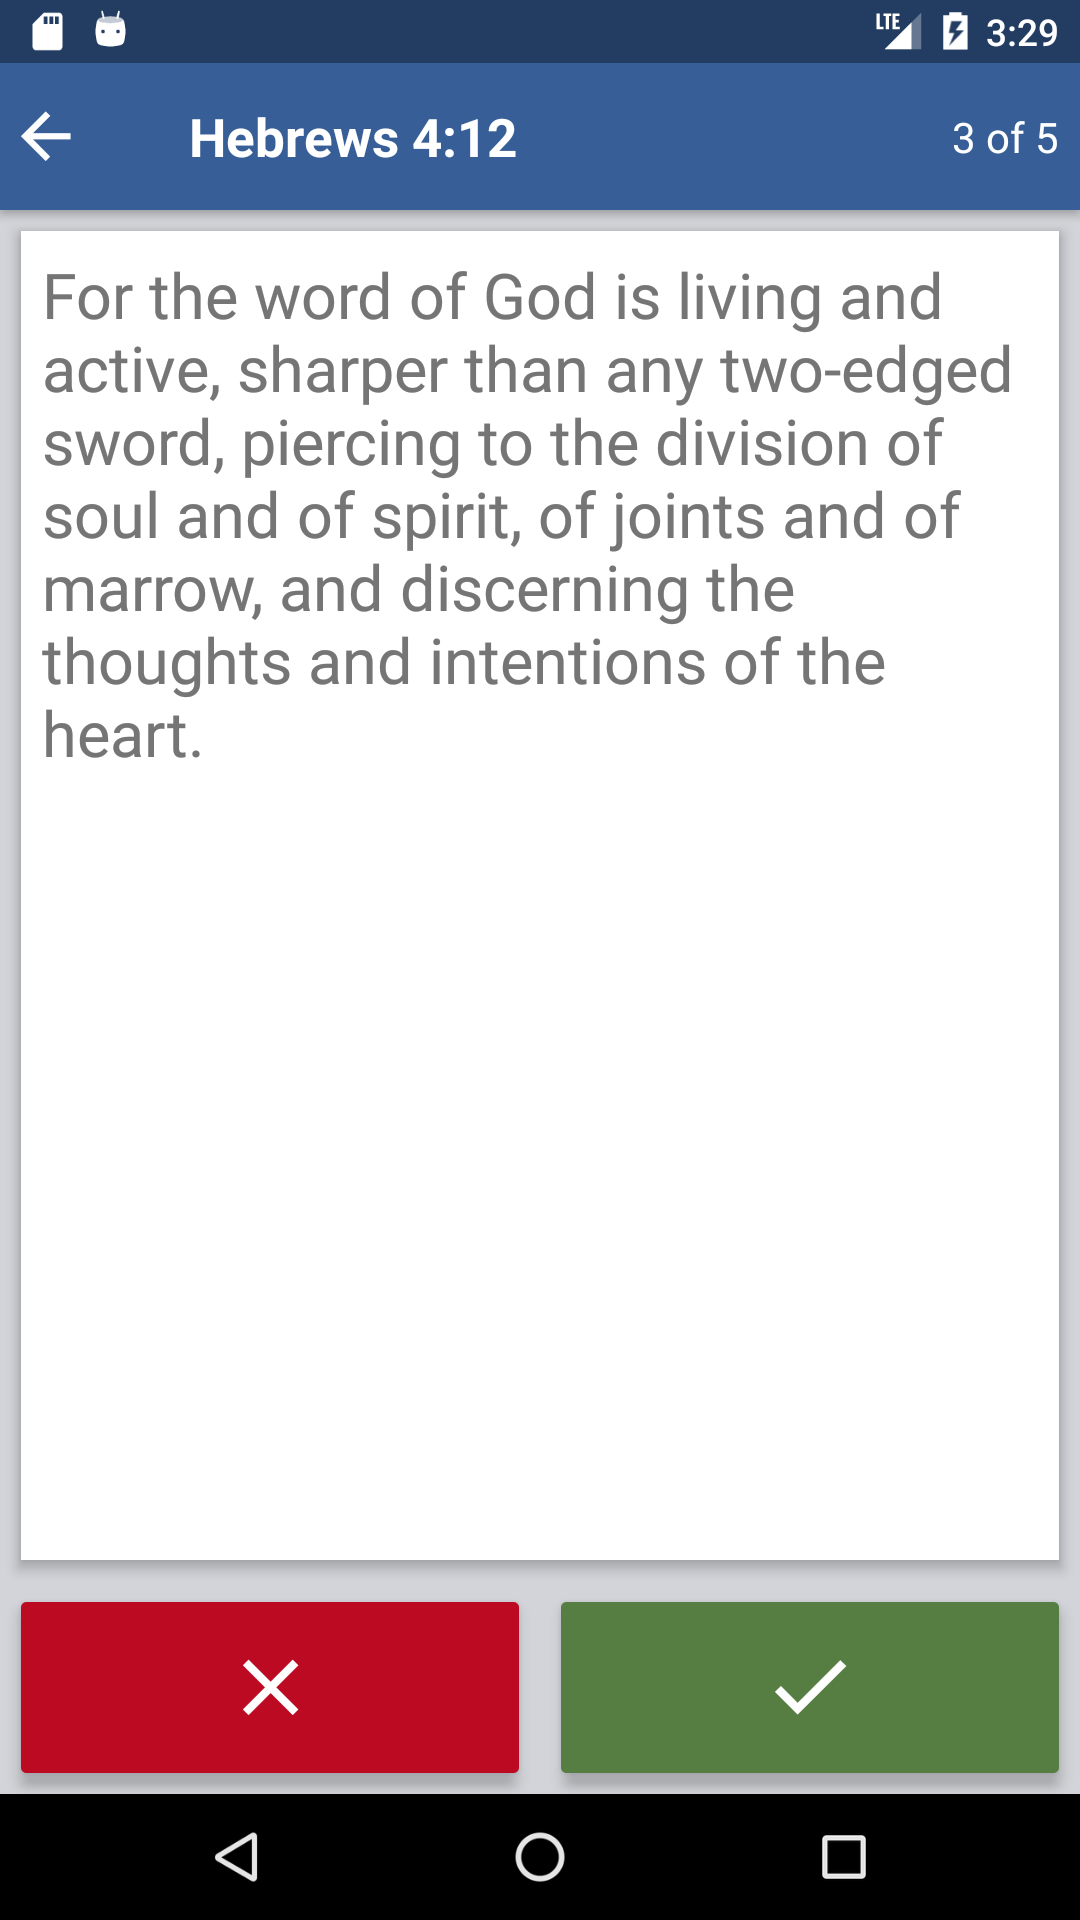 LTE 3:29
Hebrews 4:12 3 of 5
For the word of God is living and
active, sharper than any two-edged
sword, piercing to the division of
soul and of spirit, of joints and of
marrow, and discerning the
thoughts and intentions of the
heart.